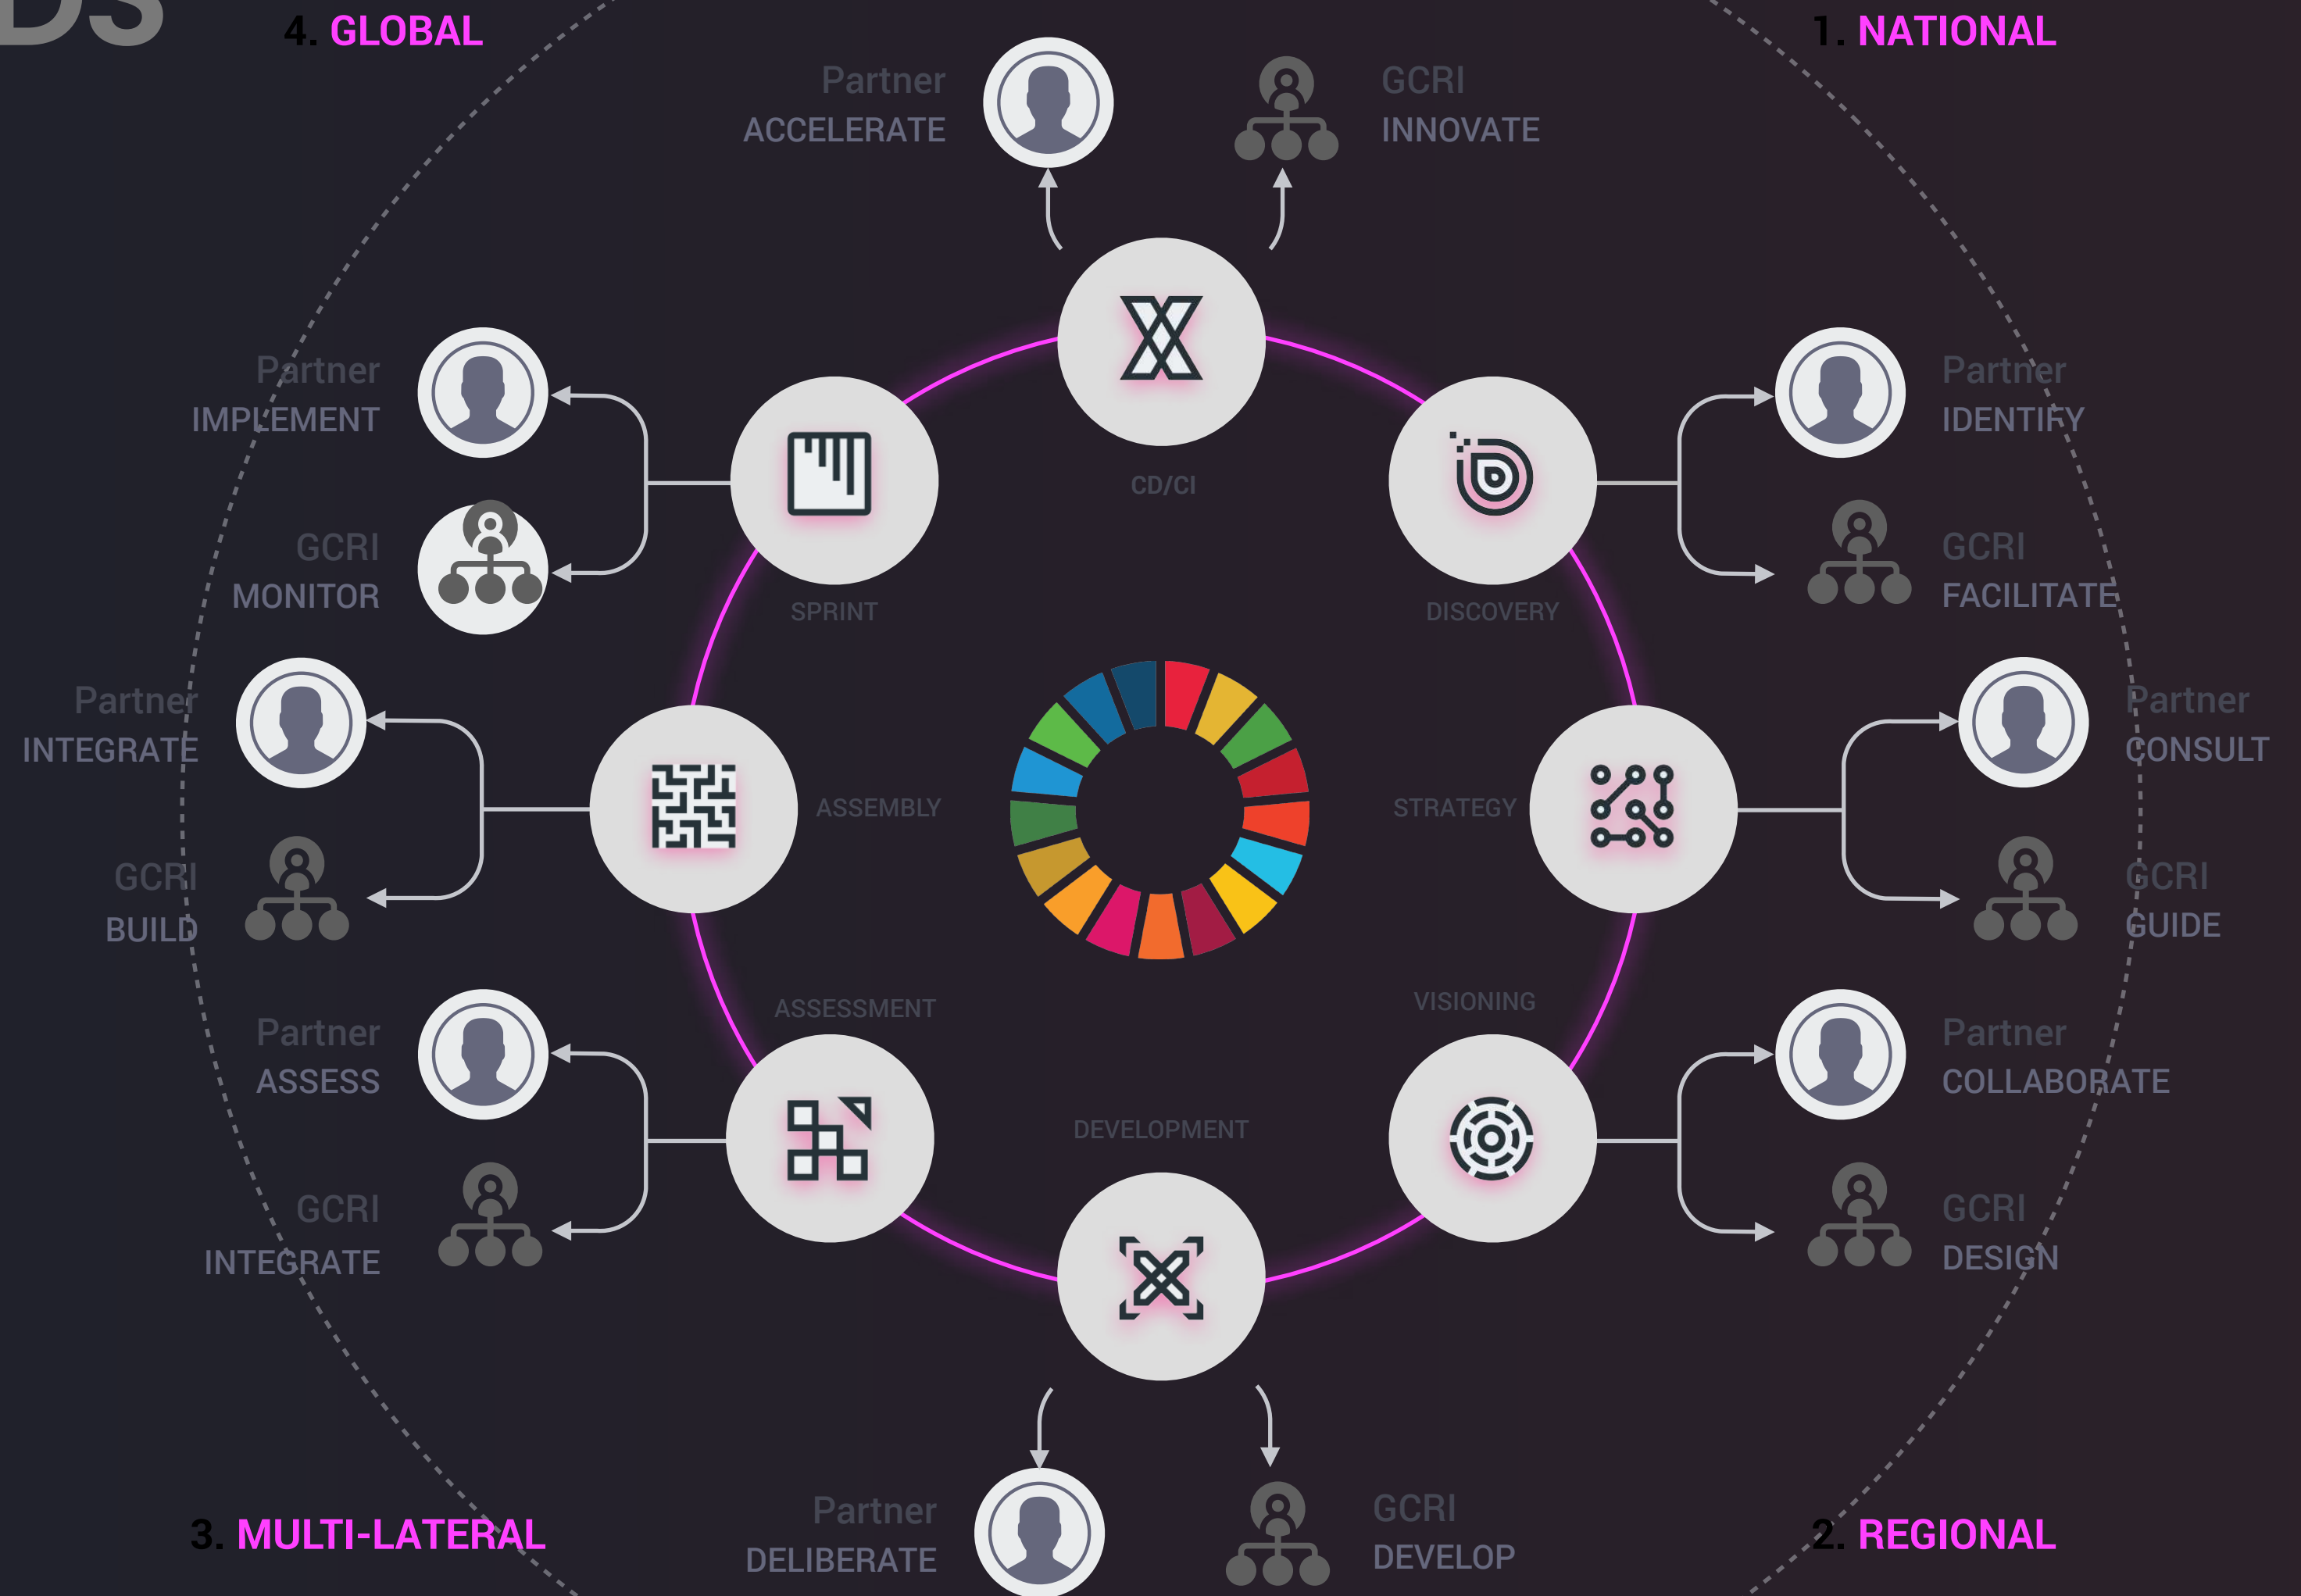 DS
4. GLOBAL
1. NATIONAL
Partner
ACCELERATE
GCRI
INNOVATE
Partner
IMPLEMENT
CD/CI
Partner
IDENTIFY
GCRI
MONITOR
SPRINT
DISCOVERY
GCRI
FACILITATE
Partner
INTEGRATE
ASSEMBLY
STRATEGY
Partner
CONSULT
GCRI
BUILD
GCRI
GUIDE
Partner
ASSESS
ASSESSMENT
VISIONING
Partner
COLLABORATE
DEVELOPMENT
GCRI
INTEGRATE
GCRI
DESIGN
3. MULTI-LATERAL
Partner
DELIBERATE
GCRI
DEVELOP
2. REGIONAL